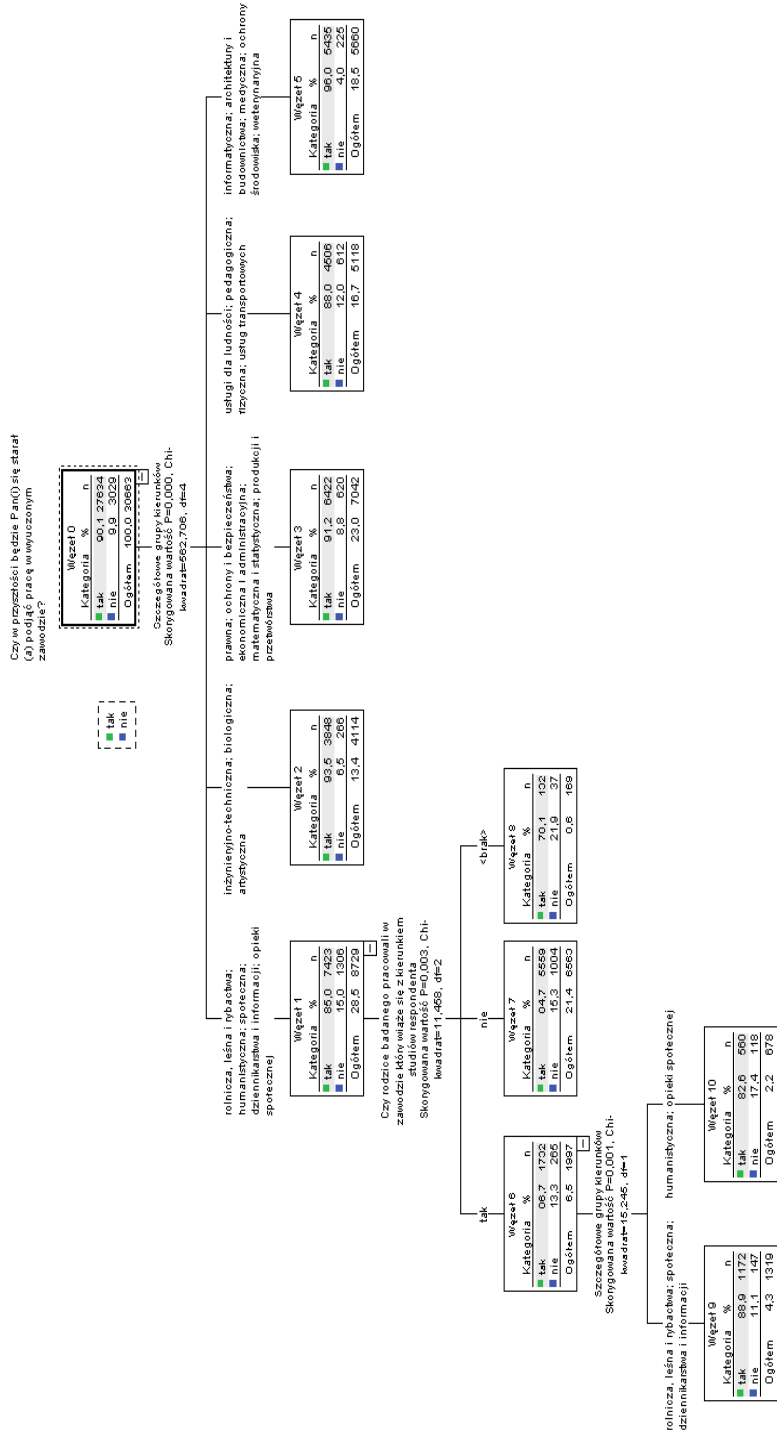 Czy w przyszłości będzie Pan(i) się starał
(a) podjąć pracę w wyuczonym
zawodzie?
tak
nie
Węzeł 0
Kategoria % n
tak 90,1 27634
nie 9,9 3029
Ogółem 100,0 30663
Szczegółowe grupy kierunków
Skorygowana wartość P=0,000, Chi-
kwadrat=562,706, df=4
rolnicza, leśna i rybactwa;
humanistyczna; społeczna;
dziennikarstwa i informacji; opieki
społecznej
Węzeł 1
Kategoria % n
tak 85,0 7423
nie 15,0 1306
Ogółem 28,5 8729
inżynieryjno-techniczna; biologiczna;
artystyczna
Węzeł 2
Kategoria % n
tak 93,5 3848
nie 6,5 266
Ogółem 13,4 4114
prawna; ochrony i bezpieczeństwa;
ekonomiczna i administracyjna;
matematyczna i statystyczna; produkcji i
przetwórstwa
Węzeł 3
Kategoria % n
tak 91,2 6422
nie 8,8 620
Ogółem 23,0 7042
usługi dla ludności; pedagogiczna;
fizyczna; usług transportowych
Węzeł 4
Kategoria % n
tak 88,0 4506
nie 12,0 612
Ogółem 16,7 5118
informatyczna; architektury i
budownictwa; medyczna; ochrony
środowiska; weterynaryjna
Węzeł 5
Kategoria % n
tak 96,0 5435
nie 4,0 225
Ogółem 18,5 5660
Czy rodzice badanego pracowali w
zawodzie który wiąże się z kierunkiem
studiów respondenta
Skorygowana wartość P=0,003, Chi-
kwadrat=11,458, df=2
tak
Węzeł 6
Kategoria % n
tak 06,7 1732
nie 13,3 265
Ogółem 6,5 1997
nie
Węzeł 7
Kategoria % n
tak 04,7 5559
nie 15,3 1004
Ogółem 21,4 6563
<brak>
Węzeł 8
Kategoria % n
tak 70,1 132
nie 21,9 37
Ogółem 0,6 169
Szczegółowe grupy kierunków
Skorygowana wartość P=0,001, Chi-
kwadrat=15,245, df=1
rolnicza, leśna i rybactwa; społeczna;
dziennikarstwa i informacji
Węzeł 9
Kategoria % n
tak 88,9 1172
nie 11,1 147
Ogółem 4,3 1319
humanistyczna; opieki społecznej
Węzeł 10
Kategoria % n
tak 82,6 560
nie 17,4 118
Ogółem 2,2 678